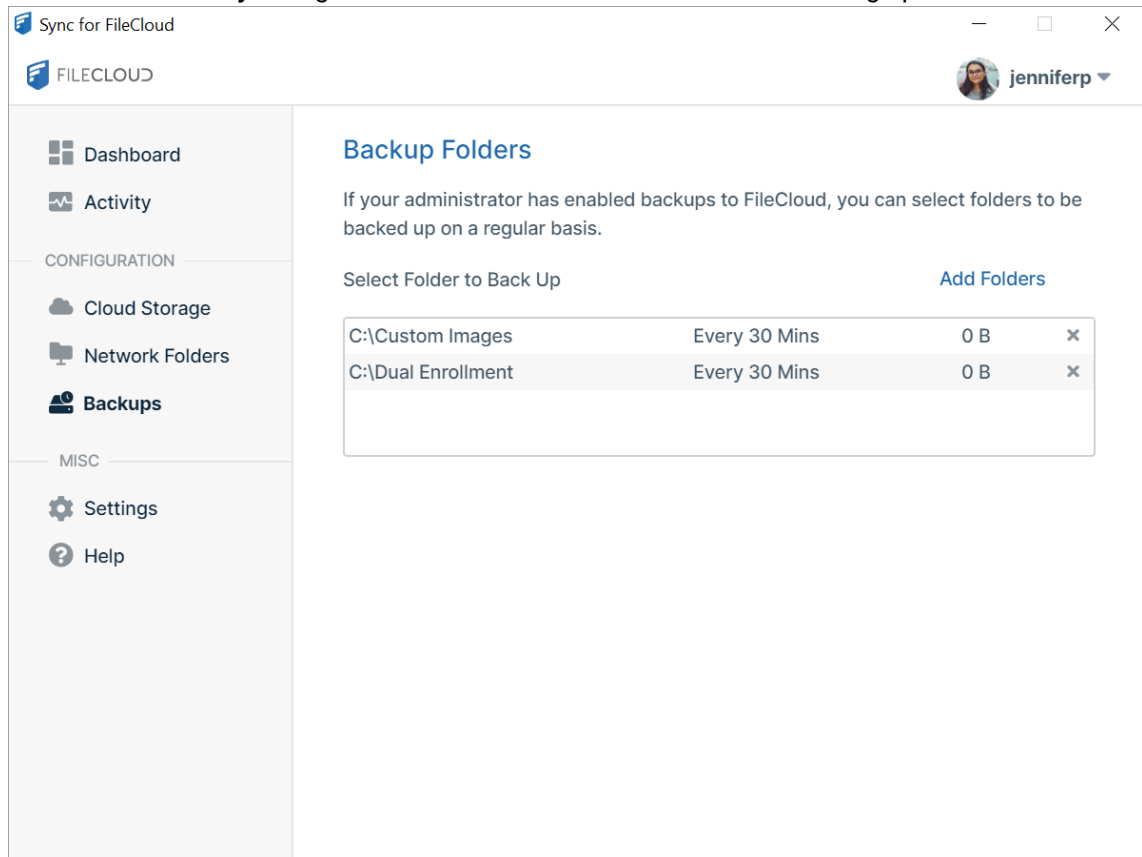 Sync for FileCloud
FILECLOUD
jenniferp
Dashboard
Activity
CONFIGURATION
Cloud Storage
Network Folders
Backups
MISC
Settings
Help
Backup Folders
If your administrator has enabled backups to FileCloud, you can select folders to be
backed up on a regular basis.
Select Folder to Back Up
Add Folders
C:\Custom Images Every 30 Mins 0 B
C:\Dual Enrollment Every 30 Mins 0 B